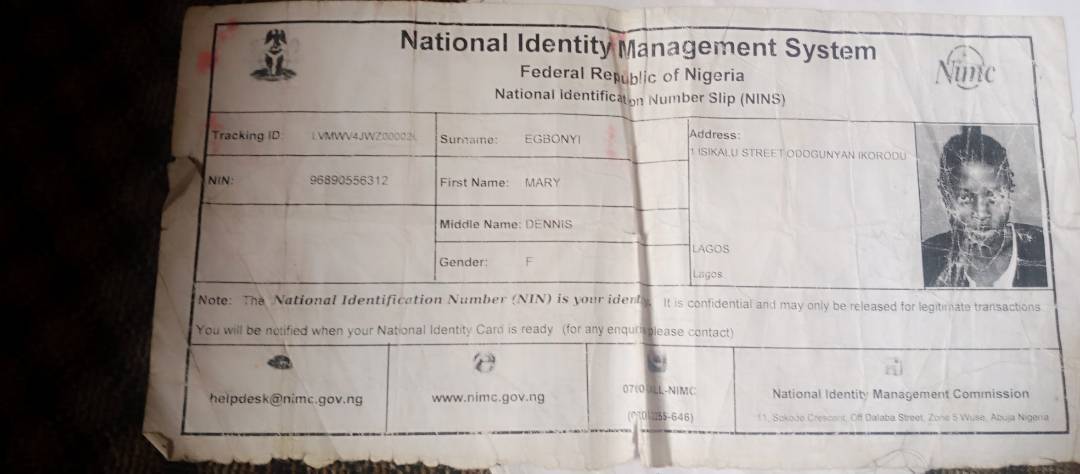 National Identity Management System
Federal Republic of Nigeria
National Identification Number Slip (NINS)
Nimc
Tracking ID:
Surname: EGBONYI
Address:
1 ISIKALU STREET ODOGUNYAN IKORODU
NIN: 96890556312
First Name: MARY
Middle Name: DENNIS
Gender: F
LAGOS
Lagos
Note: The National Identification Number (NIN) is your It is confidential and may only be released for legitimate transactions
You will be notified when your National Identity Card is ready (for any please contact)
helpdesk@nimc.gov.ng
www.nimc.gov.ng
National Identity Management Commission
11, Sokode Crescent, Off Dalaba Street, Zone 5 Wuse, Abuja Nigeria